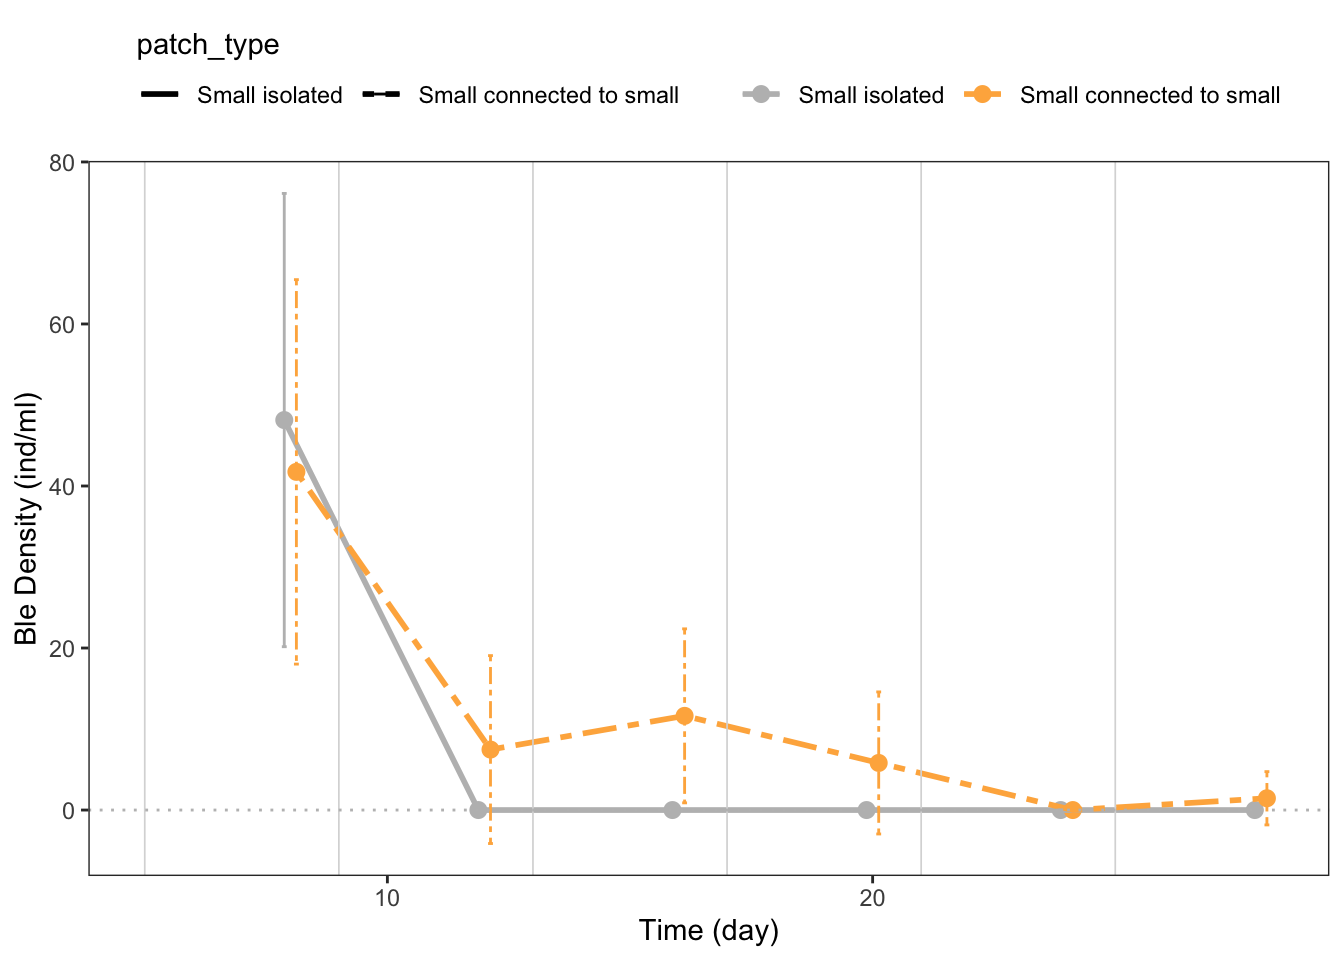 patch_type
Small isolated Small connected to small Small isolated Small connected to small
80
60
40
20
0
Ble Density (ind/ml)
10 20
Time (day)